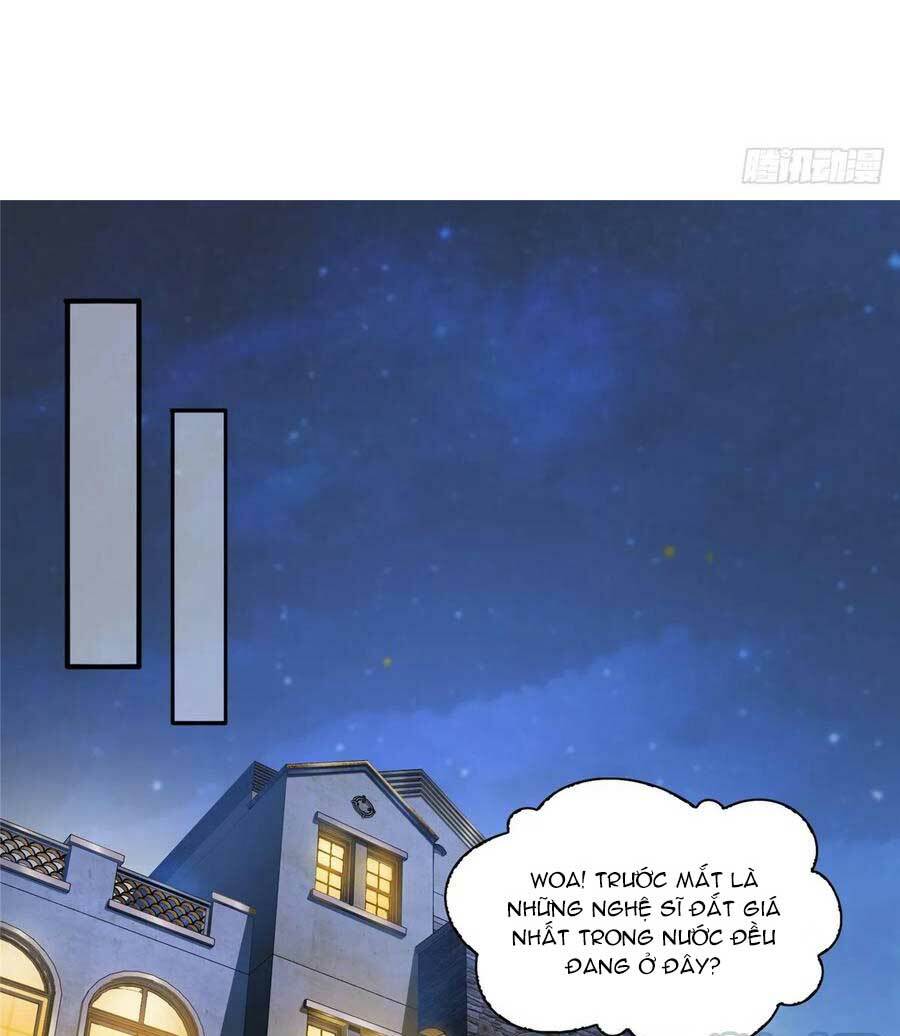 腾讯动漫
WOA! TRƯỚC MẮT LÀ
NHỮNG NGHỆ SĨ ĐẮT GIÁ
NHẤT TRONG NƯỚC ĐỀU
ĐANG Ở ĐÂY?